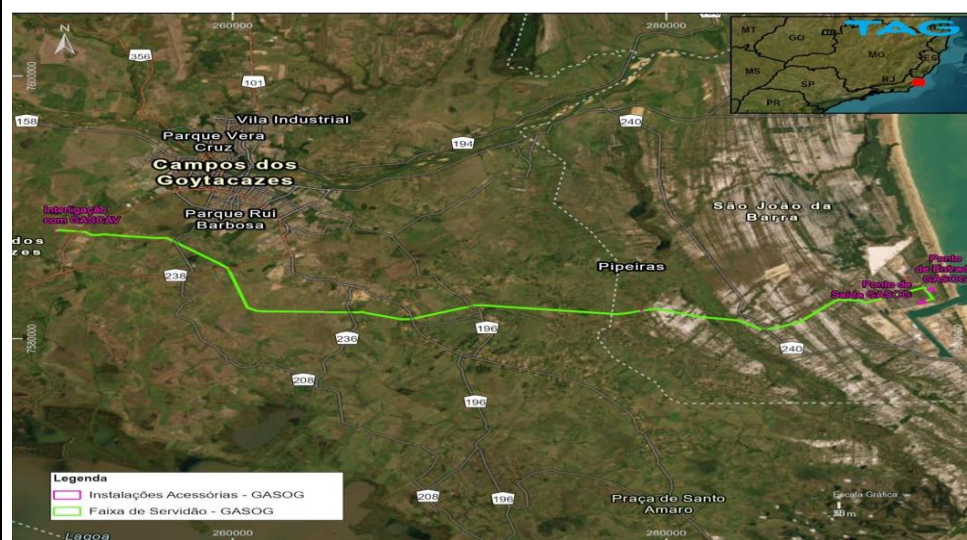 260000
280000
N
TAG
MT
GO
MG
ES
MS
SP
RJ
PR
7600000
356
101
158
Vila Industrial
Parque Vera
Cruz
194
240
Campos dos
Goytacazes
Parque Rui
Barbosa
São João da
Barra
Interligação
com GASCAV
dos
zes
238
Pipeiras
Ponto
de Entrada
GASOG
Ponto de
Saída GASOG
7580000
236
196
240
208
196
Legenda
Instalações Acessórias - GASOG
Faixa de Servidão - GASOG
208
196
Praça de Santo
Amaro
Escala Gráfica
Lagoa
260000
280000